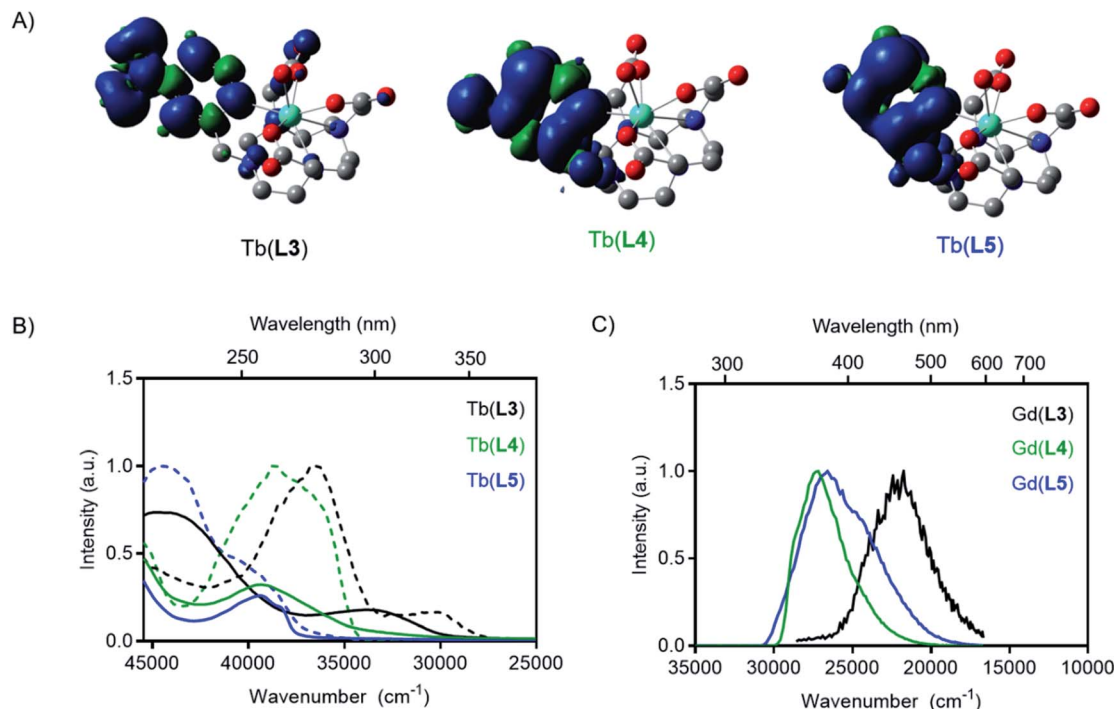 A)
Tb(L3)
Tb(L4)
Tb(L5)
B)
Wavelength (nm)
250 300 350
1.5
1.0
0.5
0.0
Intensity (a.u.)
Tb(L3)
Tb(L4)
Tb(L5)
45000 40000 35000 30000 25000
Wavenumber (cm⁻¹)
C)
Wavelength (nm)
300 400 500 600 700
1.5
1.0
0.5
0.0
Intensity (a.u.)
Gd(L3)
Gd(L4)
Gd(L5)
35000 30000 25000 20000 15000 10000
Wavenumber (cm⁻¹)